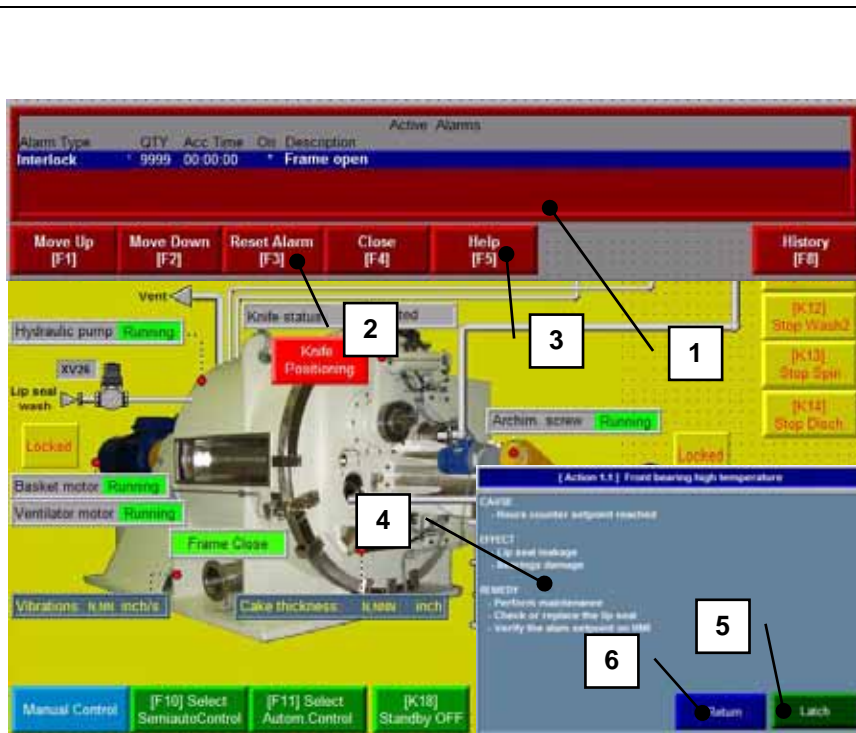 Active Alarms
Alarm Type QTY Acc Time On Description
Interlock * 9999 00:00:00 * Frame open
Move Up
[F1]
Move Down
[F2]
Reset Alarm
[F3]
Close
[F4]
Help
[F5]
History
[F8]
Vent
Knife status
Hydraulic pump Running
2
3
1
[K12]
Stop Wash2
Knife
Positioning
XV26
[K13]
Stop Spin
Lip seal
wash
[K14]
Stop Disch.
Archim. screw Running
Locked
Locked
Basket motor Running
[ Action 1.1 ] Front bearing high temperature
Ventilator motor Running
4
CAUSE
- Hours counter setpoint reached
Frame Close
EFFECT
- Lip seal leakage
- Bearings damage
REMEDY
- Perform maintenance
- Check or replace the lip seal
- Verify the alarm setpoint on HMI
Vibrations N.NN inch/s
Cake thickness N.NNN inch
5
6
Manual Control
[F10] Select
SemiautoControl
[F11] Select
Autom.Control
[K18]
Standby OFF
Return
Latch